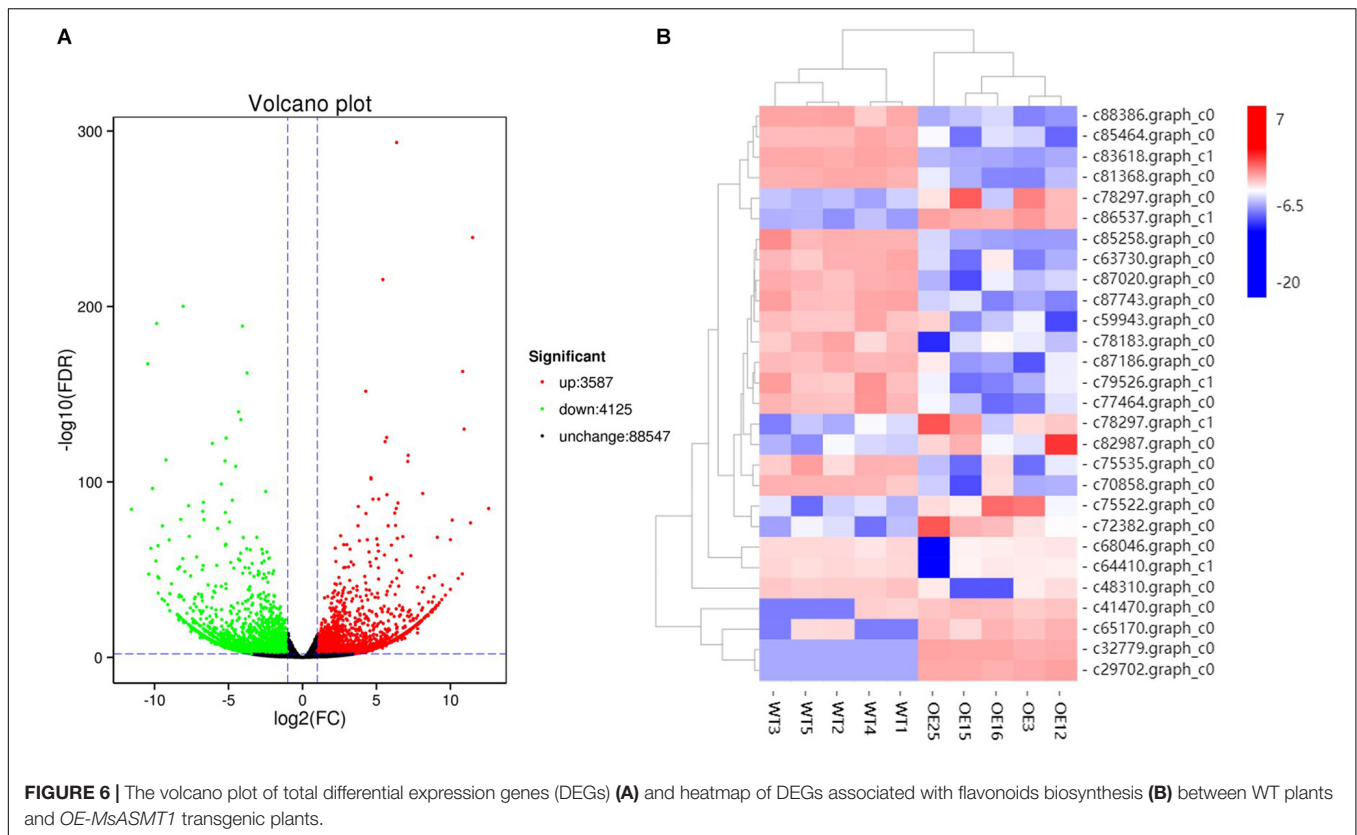 A
Volcano plot
300
200
100
0
-log10(FDR)
-10
-5
0
5
10
log2(FC)
Significant
up:3587
down:4125
unchange:88547
B
- c88386.graph_c0
- c85464.graph_c0
- c83618.graph_c1
- c81368.graph_c0
- c78297.graph_c0
- c86537.graph_c1
- c85258.graph_c0
- c63730.graph_c0
- c87020.graph_c0
- c87743.graph_c0
- c59943.graph_c0
- c78183.graph_c0
- c87186.graph_c0
- c79526.graph_c1
- c77464.graph_c0
- c78297.graph_c1
- c82987.graph_c0
- c75535.graph_c0
- c70858.graph_c0
- c75522.graph_c0
- c72382.graph_c0
- c68046.graph_c0
- c64410.graph_c1
- c48310.graph_c0
- c41470.graph_c0
- c65170.graph_c0
- c32779.graph_c0
- c29702.graph_c0
- WT3
- WT5
- WT2
- WT4
- WT1
- OE25
- OE15
- OE16
- OE3
- OE12
7
-6.5
-20
FIGURE 6 | The volcano plot of total differential expression genes (DEGs) (A) and heatmap of DEGs associated with flavonoids biosynthesis (B) between WT plants
and OE-MsASMT1 transgenic plants.